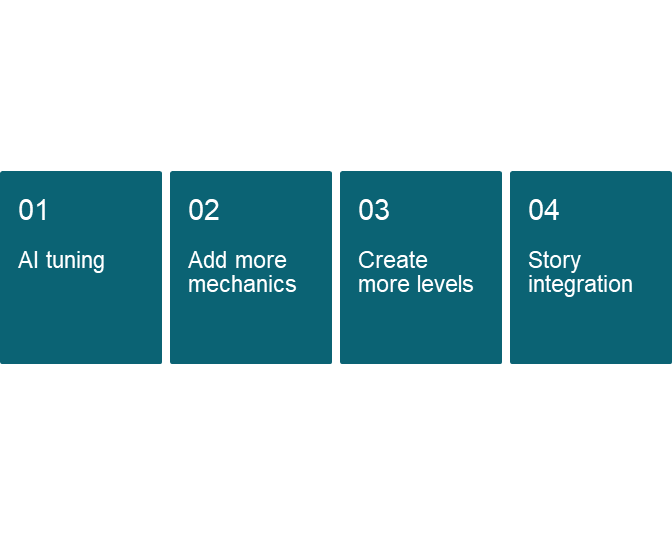 01
AI tuning
02
Add more
mechanics
03
Create
more levels
04
Story
integration